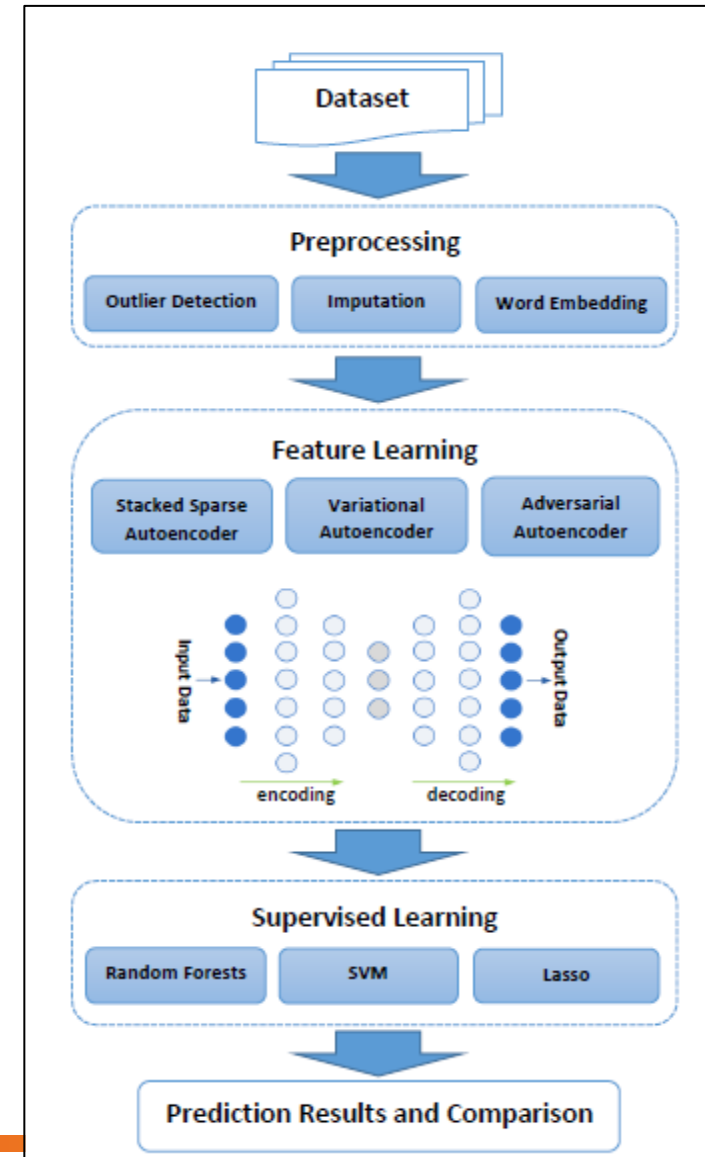 Dataset
Preprocessing
Outlier Detection
Imputation
Word Embedding
Feature Learning
Stacked Sparse
Autoencoder
Variational
Autoencoder
Adversarial
Autoencoder
Input Data
Output Data
encoding
decoding
Supervised Learning
Random Forests
SVM
Lasso
Prediction Results and Comparison